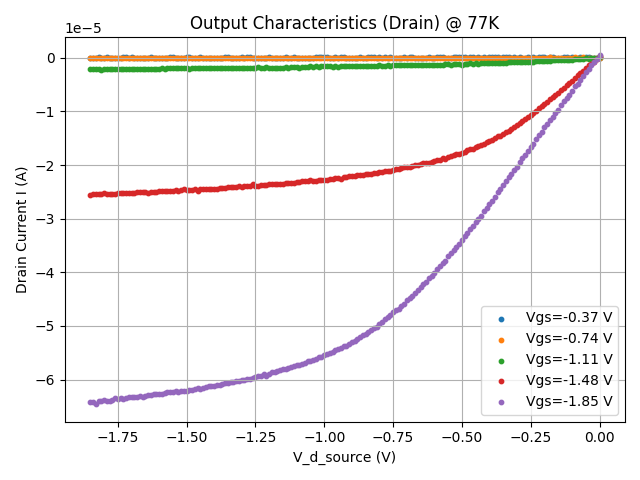 Output Characteristics (Drain) @ 77K
1e−5
Drain Current I (A)
0
−1
−2
−3
−4
−5
−6
−1.75
−1.50
−1.25
−1.00
−0.75
−0.50
−0.25
0.00
V_d_source (V)
Vgs=-0.37 V
Vgs=-0.74 V
Vgs=-1.11 V
Vgs=-1.48 V
Vgs=-1.85 V